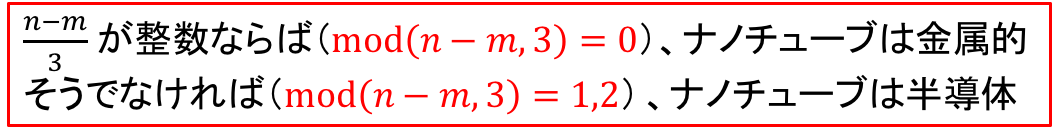 \frac{n-m}{3} が整数ならば（mod(n − m, 3) = 0）、ナノチューブは金属的
そうでなければ（mod(n − m, 3) = 1,2）、ナノチューブは半導体